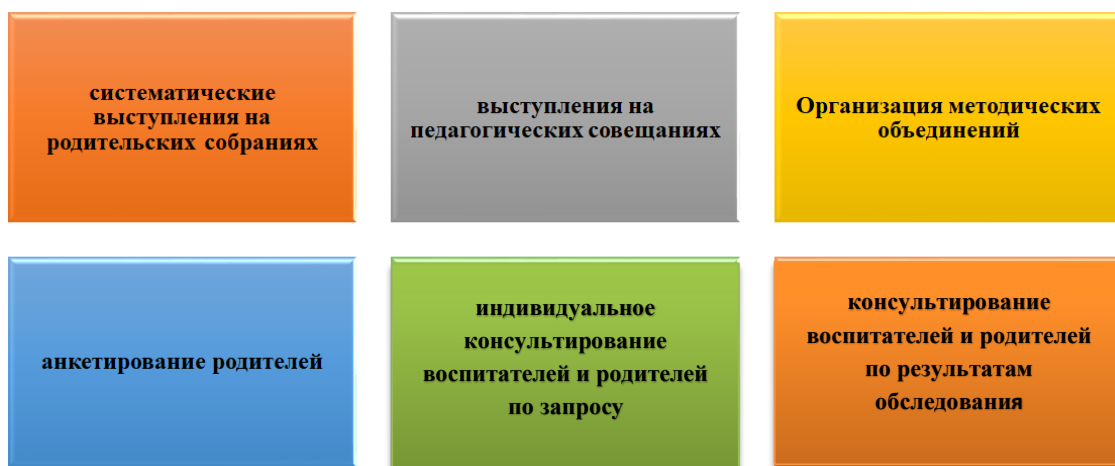 систематические
выступления на
родительских собраниях
выступления на
педагогических совещаниях
Организация методических
объединений
анкетирование родителей
индивидуальное
консультирование
воспитателей и родителей
по запросу
консультирование
воспитателей и родителей
по результатам
обследования